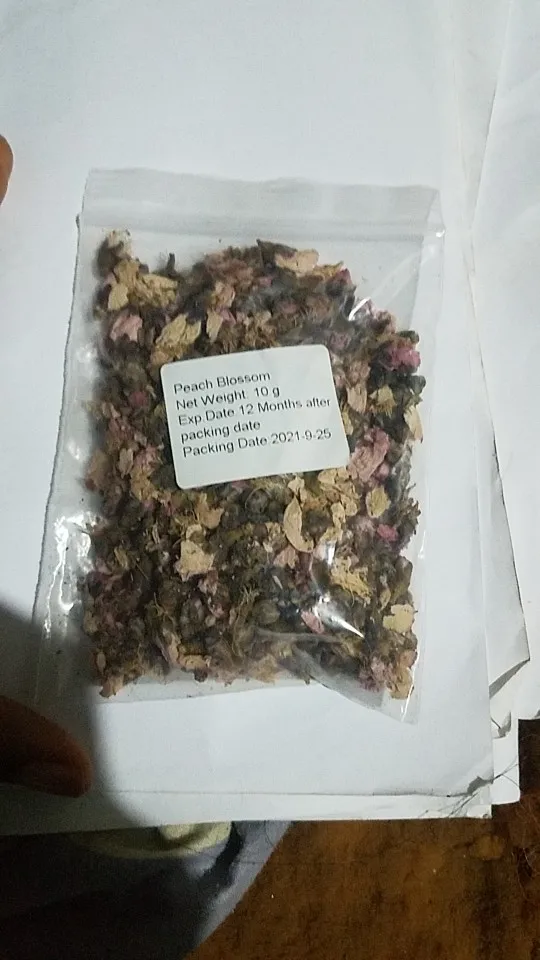 Peach Blossom
Net Weight: 10 g
Exp.Date 12 Months after
packing date
Packing Date:2021-9-25